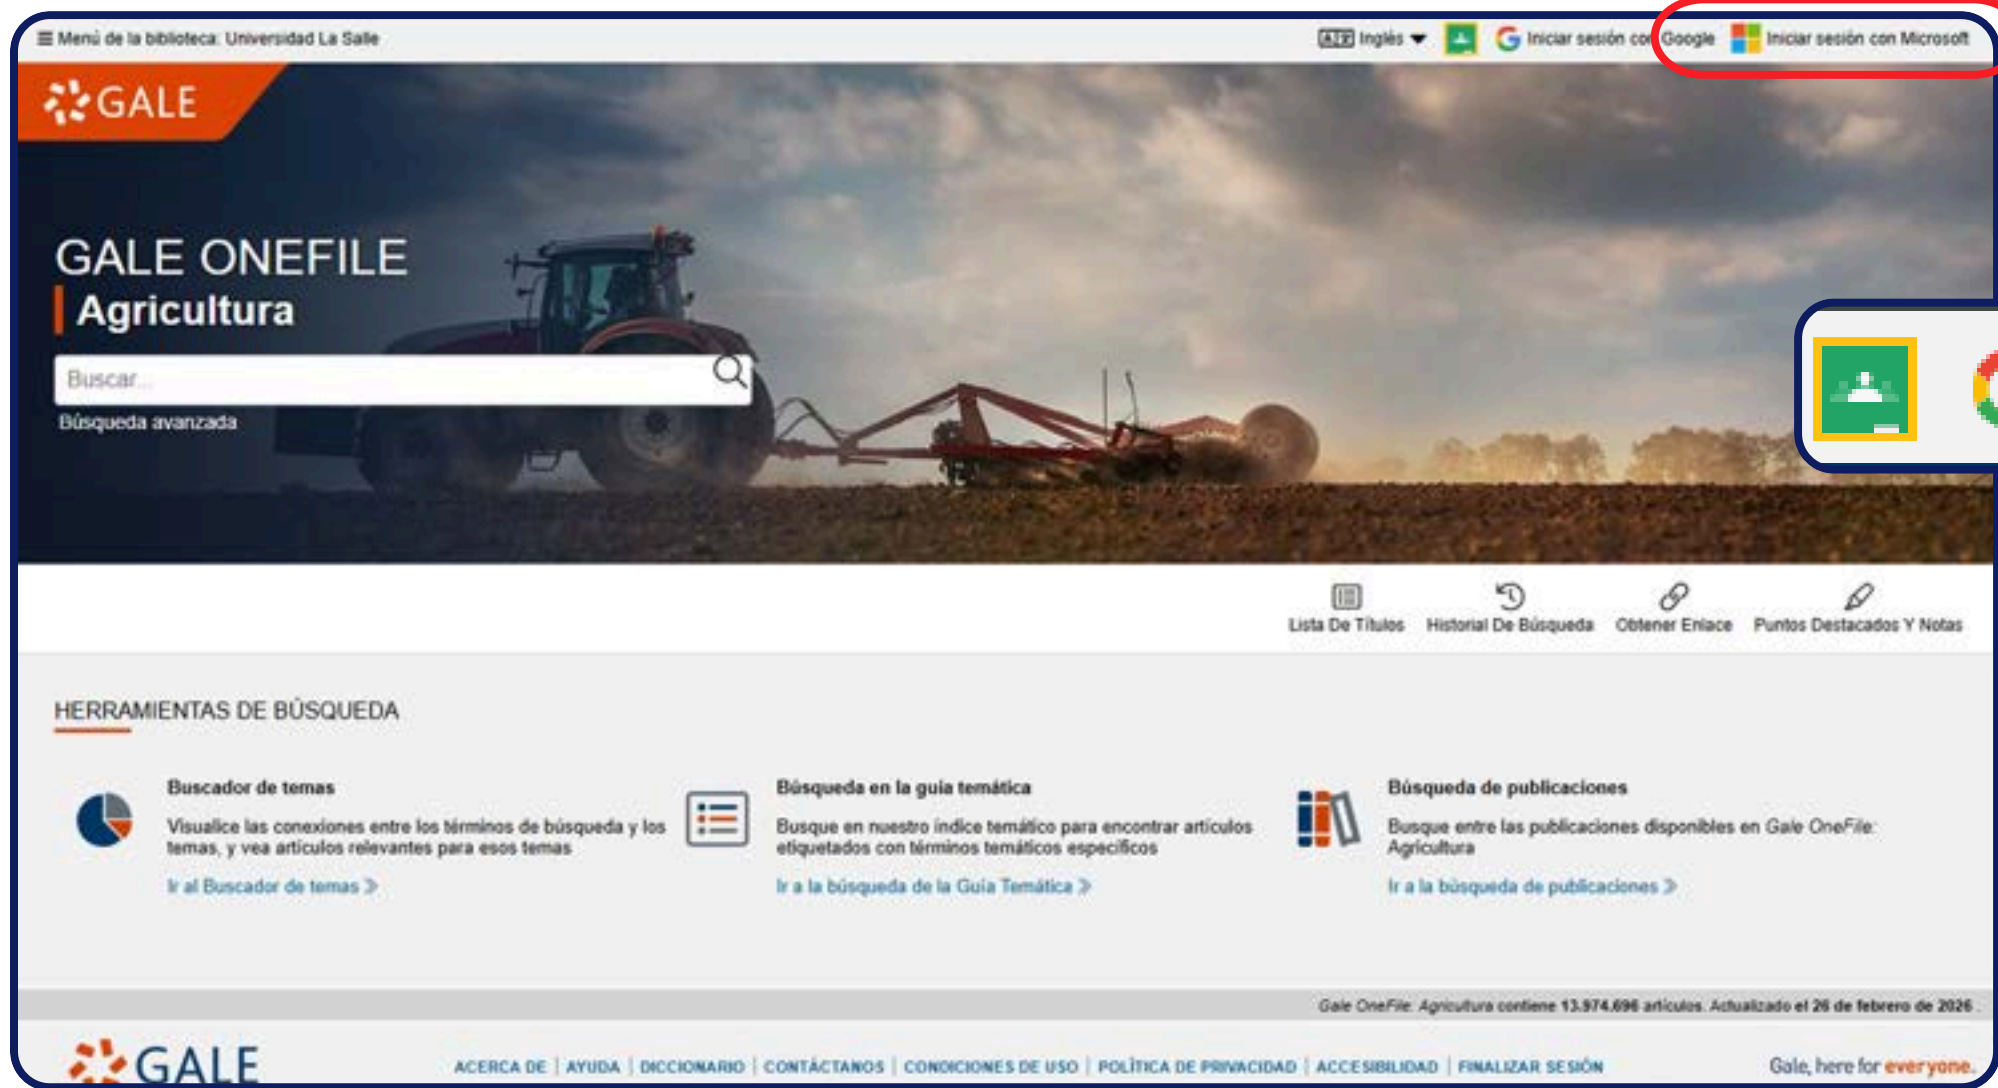 Menú de la biblioteca: Universidad La Salle
Inglés
Iniciar sesión con Google
Iniciar sesión con Microsoft
GALE
GALE ONEFILE
Agricultura
Buscar...
Búsqueda avanzada
Lista De Títulos
Historial De Búsqueda
Obtener Enlace
Puntos Destacados Y Notas
HERRAMIENTAS DE BÚSQUEDA
Buscador de temas
Visualice las conexiones entre los términos de búsqueda y los
temas, y vea artículos relevantes para esos temas
Ir al Buscador de temas
Búsqueda en la guía temática
Busque en nuestro índice temático para encontrar artículos
etiquetados con términos temáticos específicos
Ir a la búsqueda de la Guía Temática
Búsqueda de publicaciones
Busque entre las publicaciones disponibles en Gale OneFile:
Agricultura
Ir a la búsqueda de publicaciones
Gale OneFile: Agricultura contiene 13.974.696 artículos. Actualizado el 26 de febrero de 2026 .
GALE
ACERCA DE | AYUDA | DICCIONARIO | CONTÁCTANOS | CONDICIONES DE USO | POLÍTICA DE PRIVACIDAD | ACCESIBILIDAD | FINALIZAR SESIÓN
Gale, here for everyone.